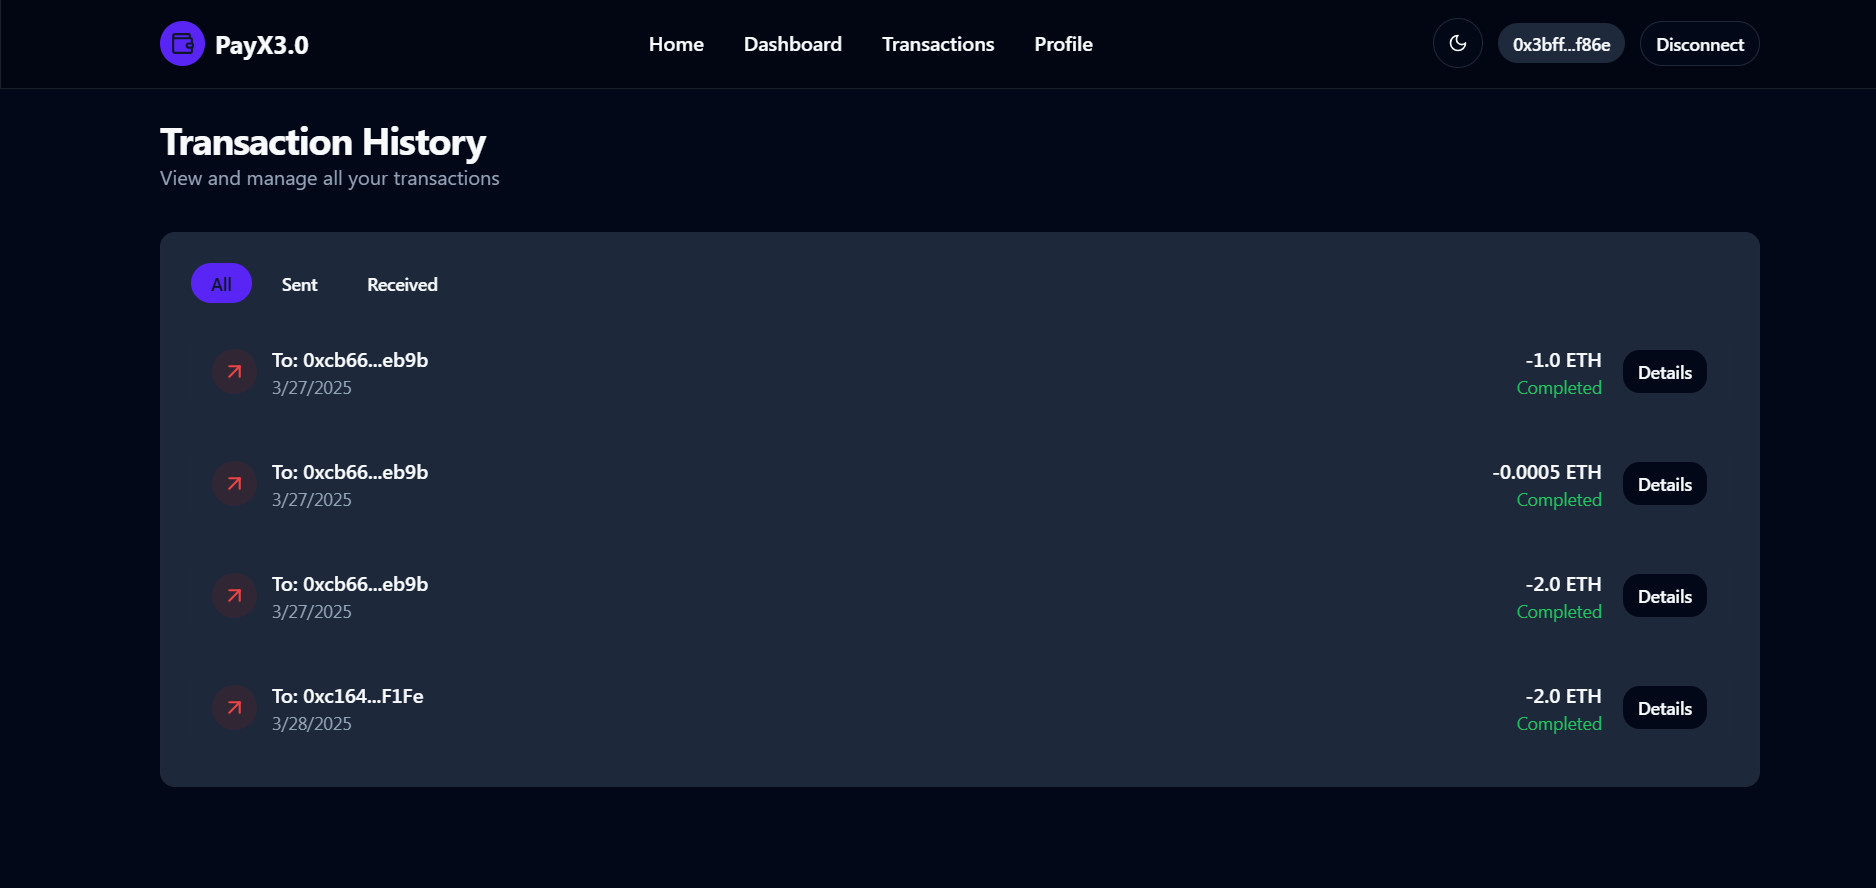 PayX3.0
Home
Dashboard
Transactions
Profile
0x3bff...f86e
Disconnect
Transaction History
View and manage all your transactions
All
Sent
Received
To: 0xcb66...eb9b
3/27/2025
-1.0 ETH
Completed
Details
To: 0xcb66...eb9b
3/27/2025
-0.0005 ETH
Completed
Details
To: 0xcb66...eb9b
3/27/2025
-2.0 ETH
Completed
Details
To: 0xc164...F1Fe
3/28/2025
-2.0 ETH
Completed
Details